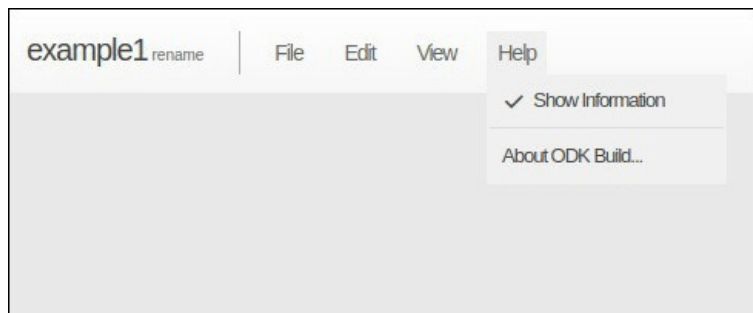 example1 rename File Edit View Help
✓ Show Information
About ODK Build...